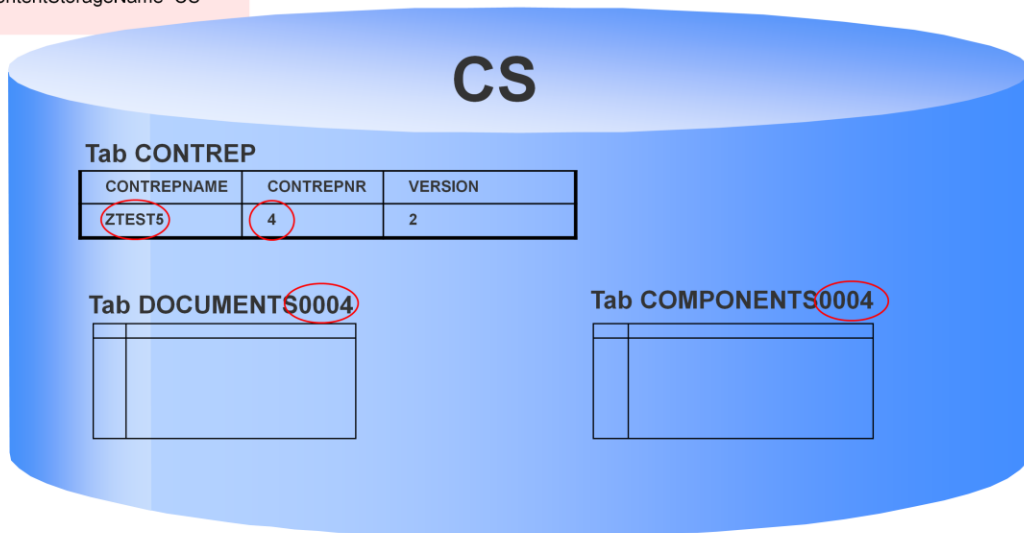 CS
Tab CONTREP
CONTREPNAME CONTREPNR VERSION
ZTEST5 4 2
Tab DOCUMENTS0004 Tab COMPONENTS0004